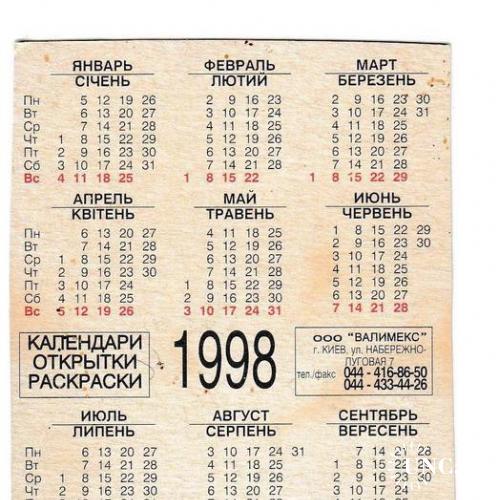 ЯНВАРЬ ФЕВРАЛЬ МАРТ
СІЧЕНЬ ЛЮТИЙ БЕРЕЗЕНЬ
Пн 5 12 19 26 2 9 16 23 2 9 16 23 30
Вт 6 13 20 27 3 10 17 24 3 10 17 24 31
Ср 7 14 21 28 4 11 18 25 4 11 18 25
Чт 1 8 15 22 29 5 12 19 26 5 12 19 26
Пт 2 9 16 23 30 6 13 20 27 6 13 20 27
Сб 3 10 17 24 31 7 14 21 28 7 14 21 28
Вс 4 11 18 25 1 8 15 22 1 8 15 22 29
АПРЕЛЬ МАЙ ИЮНЬ
КВІТЕНЬ ТРАВЕНЬ ЧЕРВЕНЬ
Пн 6 13 20 27 4 11 18 25 1 8 15 22 29
Вт 7 14 21 28 5 12 19 26 2 9 16 23 30
Ср 1 8 15 22 29 6 13 20 27 3 10 17 24
Чт 2 9 16 23 30 7 14 21 28 4 11 18 25
Пт 3 10 17 24 1 8 15 22 29 5 12 19 26
Сб 4 11 18 25 2 9 16 23 30 6 13 20 27
Вс 5 12 19 26 3 10 17 24 31 7 14 21 28
КАЛЕНДАРИ
ОТКРЫТКИ
РАСКРАСКИ
1998
ООО "ВАЛИМЕКС"
г. КИЕВ, ул. НАБЕРЕЖНО-
ЛУГОВАЯ 7
тел./факс 044 - 416-86-50
044 - 433-44-26
ИЮЛЬ АВГУСТ СЕНТЯБРЬ
ЛИПЕНЬ СЕРПЕНЬ ВЕРЕСЕНЬ
Пн 6 13 20 27 3 10 17 24 31 7 14 21 28
Вт 7 14 21 28 4 11 18 25 1 8 15 22 29
Ср 1 8 15 22 29 5 12 19 26 2 9 16 23